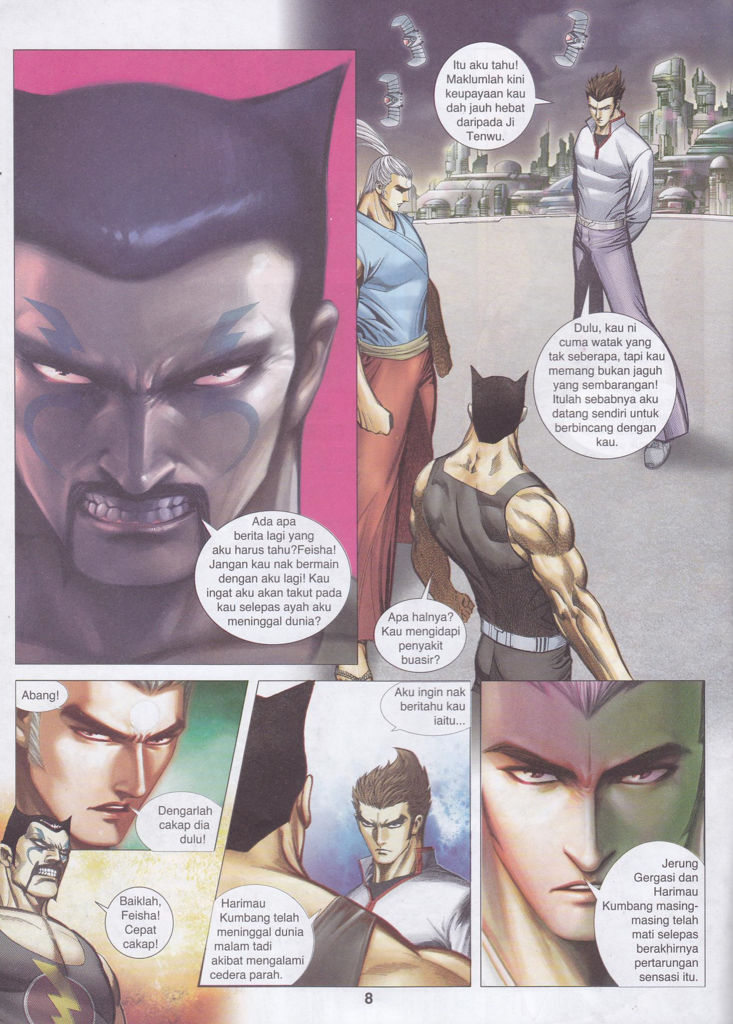 Ada apa
berita lagi yang
aku harus tahu?Feisha!
Jangan kau nak bermain
dengan aku lagi! Kau
ingat aku akan takut pada
kau selepas ayah aku
meninggal dunia?
Itu aku tahu!
Maklumlah kini
keupayaan kau
dah jauh hebat
daripada Ji
Tenwu.
Dulu, kau ni
cuma watak yang
tak seberapa, tapi kau
memang bukan jaguh
yang sembarangan!
Itulah sebabnya aku
datang sendiri untuk
berbincang dengan
kau.
Apa halnya?
Kau mengidapi
penyakit
buasir?
Abang!
Dengarlah
cakap dia
dulu!
Baiklah,
Feisha!
Cepat
cakap!
Aku ingin nak
beritahu kau
iaitu...
Harimau
Kumbang telah
meninggal dunia
malam tadi
akibat mengalami
cedera parah.
Jerung
Gergasi dan
Harimau
Kumbang masing-
masing telah
mati selepas
berakhirnya
pertarungan
sensasi itu.
8